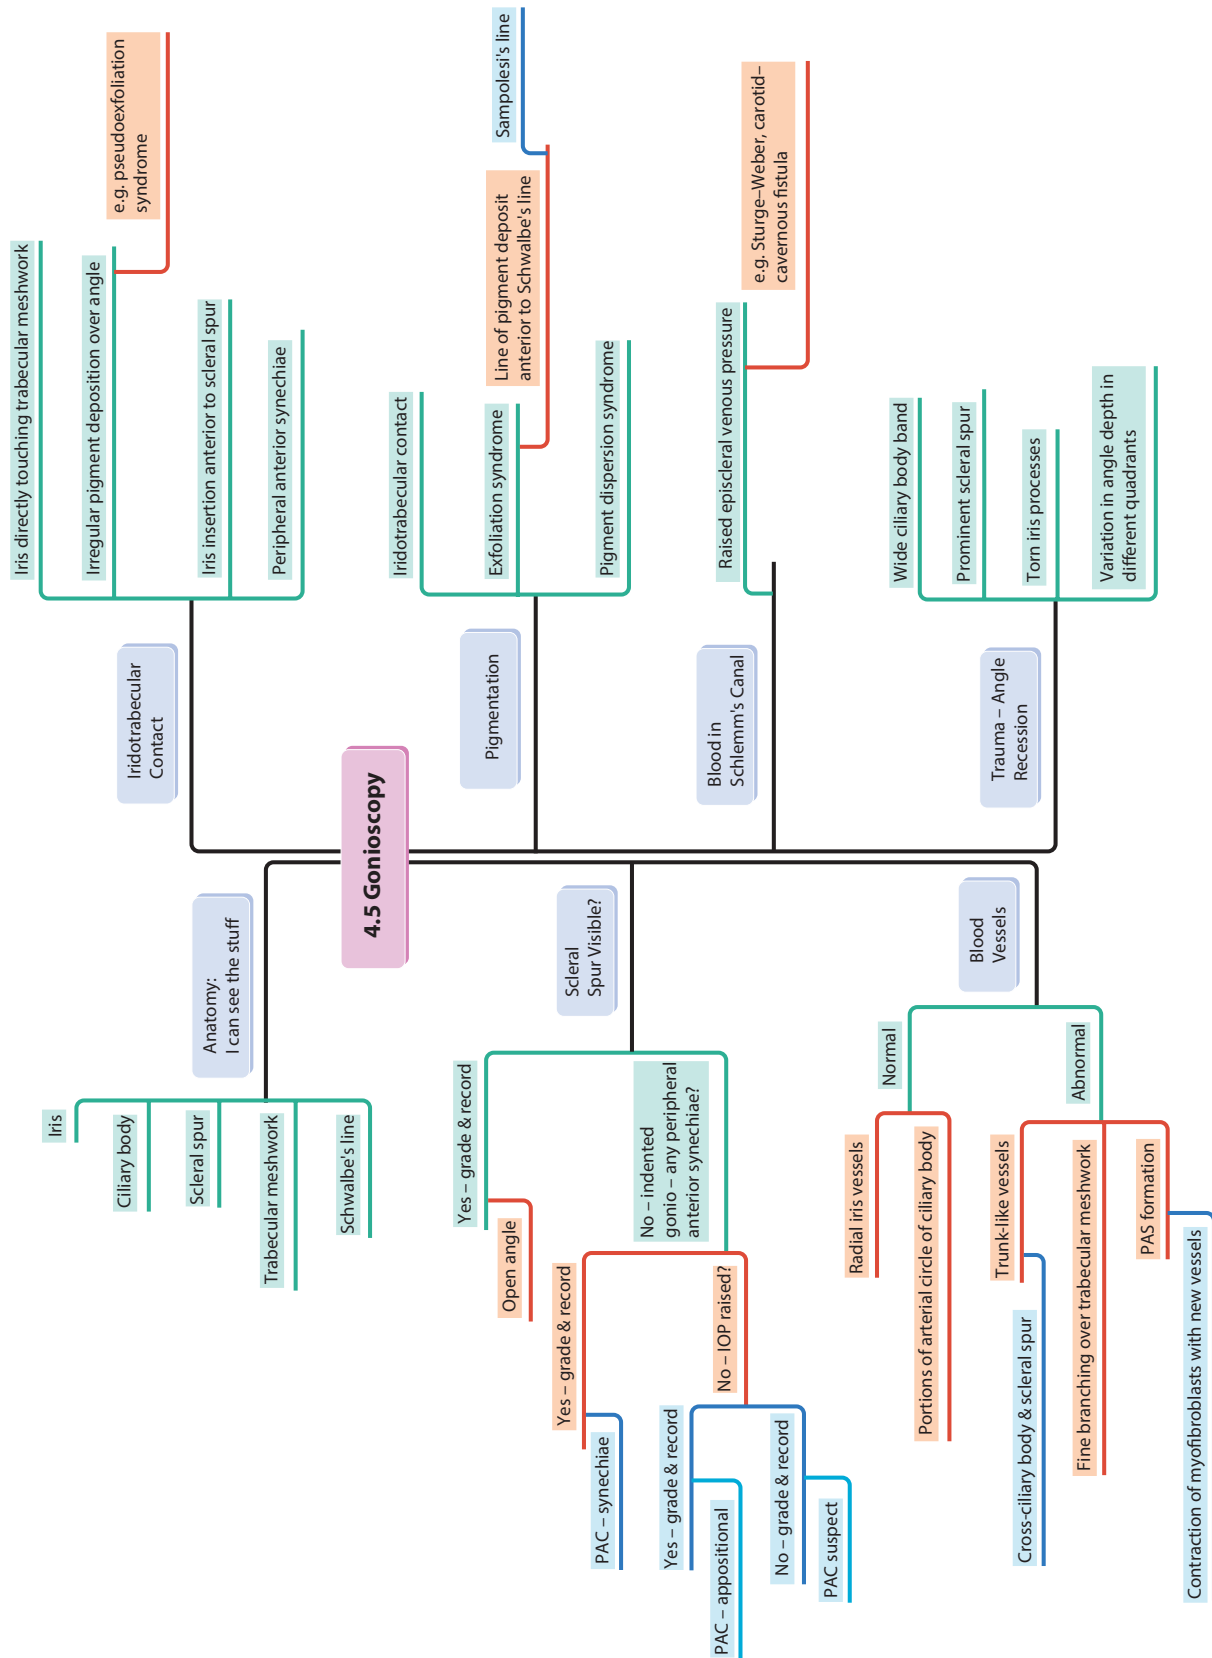 4.5 Gonioscopy
Anatomy:
I can see the stuff
Iris
Ciliary body
Scleral spur
Trabecular meshwork
Schwalbe's line
Scleral
Spur Visible?
Yes – grade & record
Open angle
No – indented
gonio – any peripheral
anterior synechiae?
Yes – grade & record
PAC – synechiae
No – IOP raised?
Yes – grade & record
PAC – appositional
No – grade & record
PAC suspect
Blood
Vessels
Normal
Radial iris vessels
Portions of arterial circle of ciliary body
Abnormal
Trunk-like vessels
Cross-ciliary body & scleral spur
Fine branching over trabecular meshwork
PAS formation
Contraction of myofibroblasts with new vessels
Iridotrabecular
Contact
Iris directly touching trabecular meshwork
Irregular pigment deposition over angle
e.g. pseudoexfoliation
syndrome
Iris insertion anterior to scleral spur
Peripheral anterior synechiae
Pigmentation
Iridotrabecular contact
Exfoliation syndrome
Line of pigment deposit
anterior to Schwalbe's line
Sampolesi's line
Pigment dispersion syndrome
Blood in
Schlemm's Canal
Raised episcleral venous pressure
e.g. Sturge–Weber, carotid–
cavernous fistula
Trauma – Angle
Recession
Wide ciliary body band
Prominent scleral spur
Torn iris processes
Variation in angle depth in
different quadrants